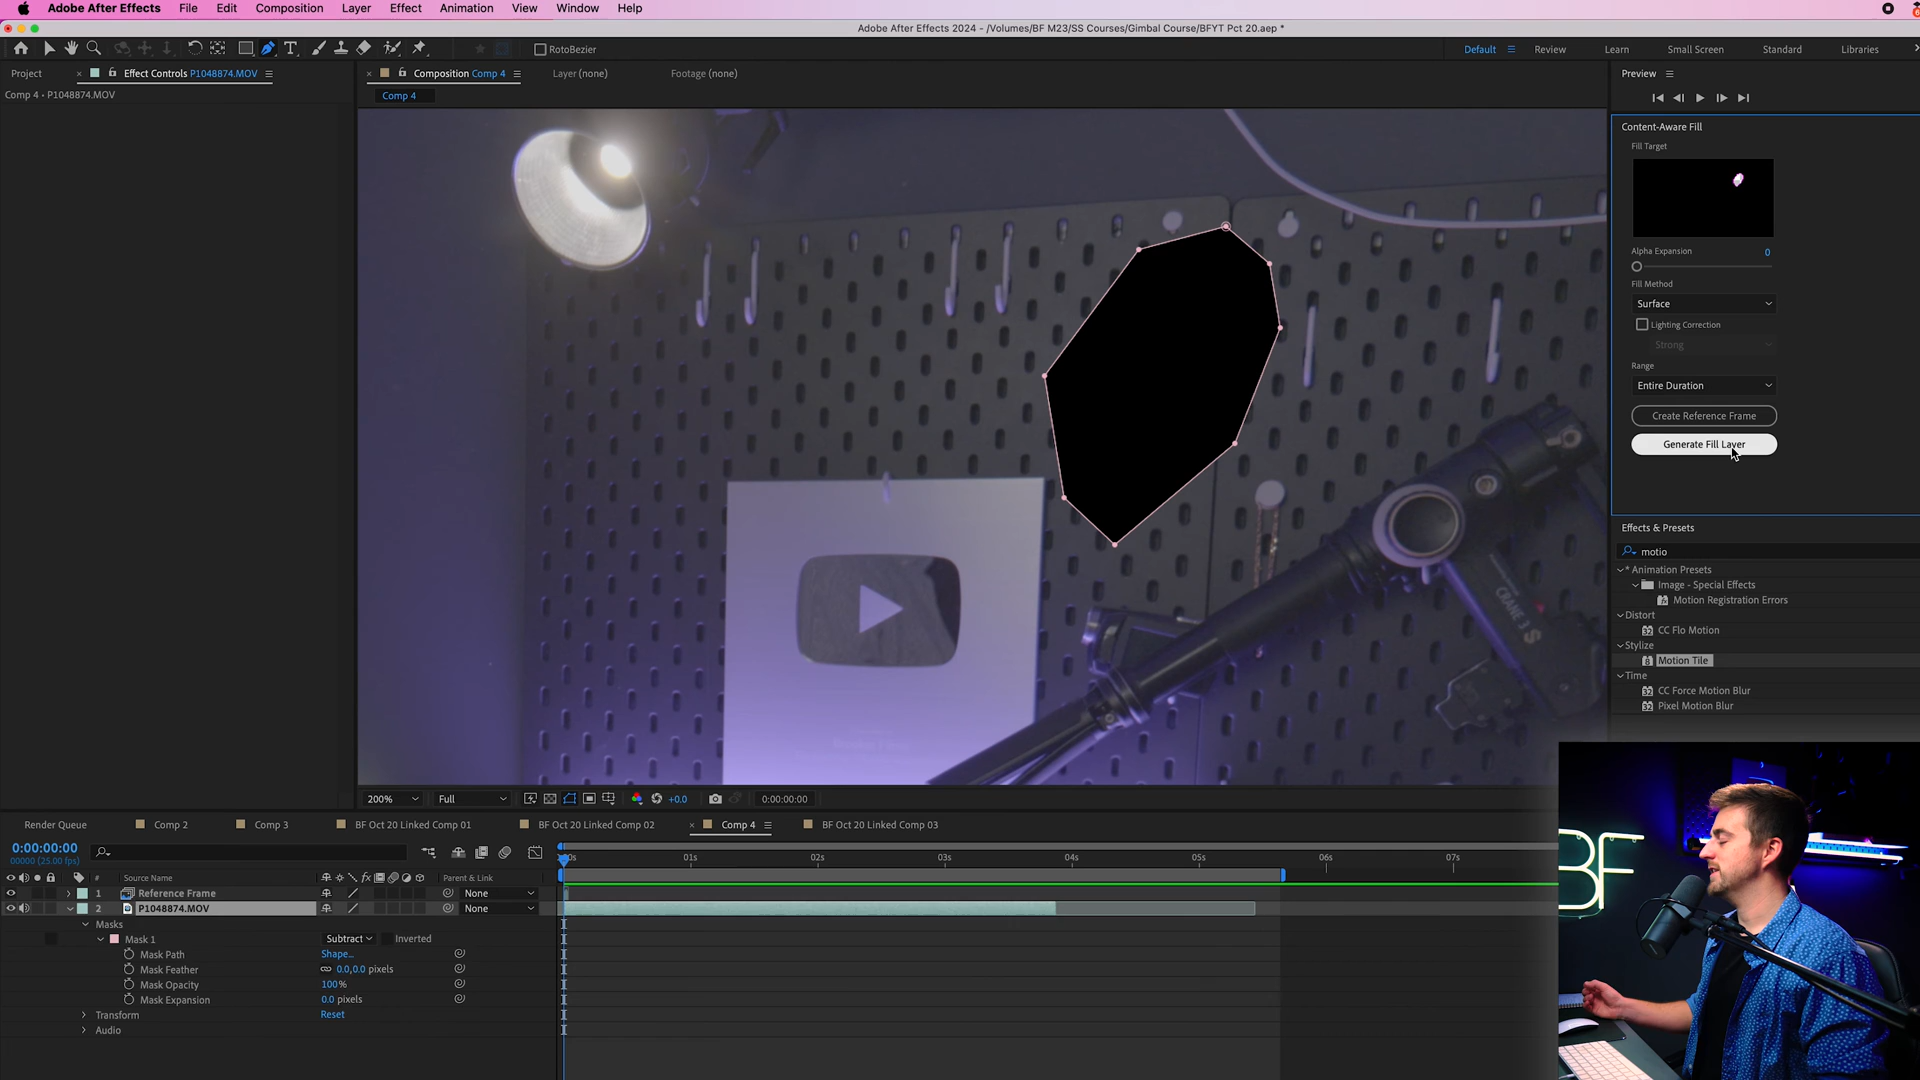 Adobe After Effects File Edit Composition Layer Effect Animation View Window Help
Adobe After Effects 2024 - /Volumes/BF M23/SS Courses/Gimbal Course/BFYT Pct 20.aep *
RotoBezier
Default Review Learn Small Screen Standard Libraries
Project Effect Controls P1048874.MOV
Composition Comp 4 Layer (none) Footage (none)
Preview
Comp 4 • P1048874.MOV
Comp 4
Content-Aware Fill
Fill Target
Alpha Expansion 0
Fill Method
Surface
Lighting Correction
Strong
Range
Entire Duration
Create Reference Frame
Generate Fill Layer
Effects & Presets
motio
* Animation Presets
Image - Special Effects
Motion Registration Errors
Distort
CC Flo Motion
Stylize
Motion Tile
Time
CC Force Motion Blur
Pixel Motion Blur
CRANE 3 S
200% Full +0.0 0:00:00:00
Render Queue Comp 2 Comp 3 BF Oct 20 Linked Comp 01 BF Oct 20 Linked Comp 02 Comp 4 BF Oct 20 Linked Comp 03
0:00:00:00
00000 (25.00 fps)
01s 02s 03s 04s 05s 06s 07s
# Source Name Parent & Link
1 Reference Frame None
2 P1048874.MOV None
Masks
Mask 1 Subtract Inverted
Mask Path Shape...
Mask Feather 0.0,0.0 pixels
Mask Opacity 100%
Mask Expansion 0.0 pixels
Transform Reset
Audio
BF